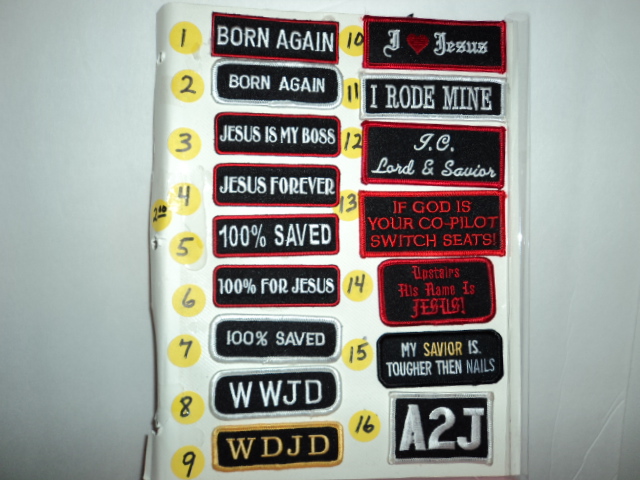 1 BORN AGAIN
2 BORN AGAIN
3 JESUS IS MY BOSS
4 JESUS FOREVER
5 100% SAVED
6 100% FOR JESUS
7 100% SAVED
8 WWJD
9 WDJD
10 I ♥ Jesus
11 I RODE MINE
12 J.C.
Lord & Savior
13 IF GOD IS
YOUR CO-PILOT
SWITCH SEATS!
14 Upstairs
His Name Is
JESUS!
15 MY SAVIOR IS
TOUGHER THEN NAILS
16 A2J